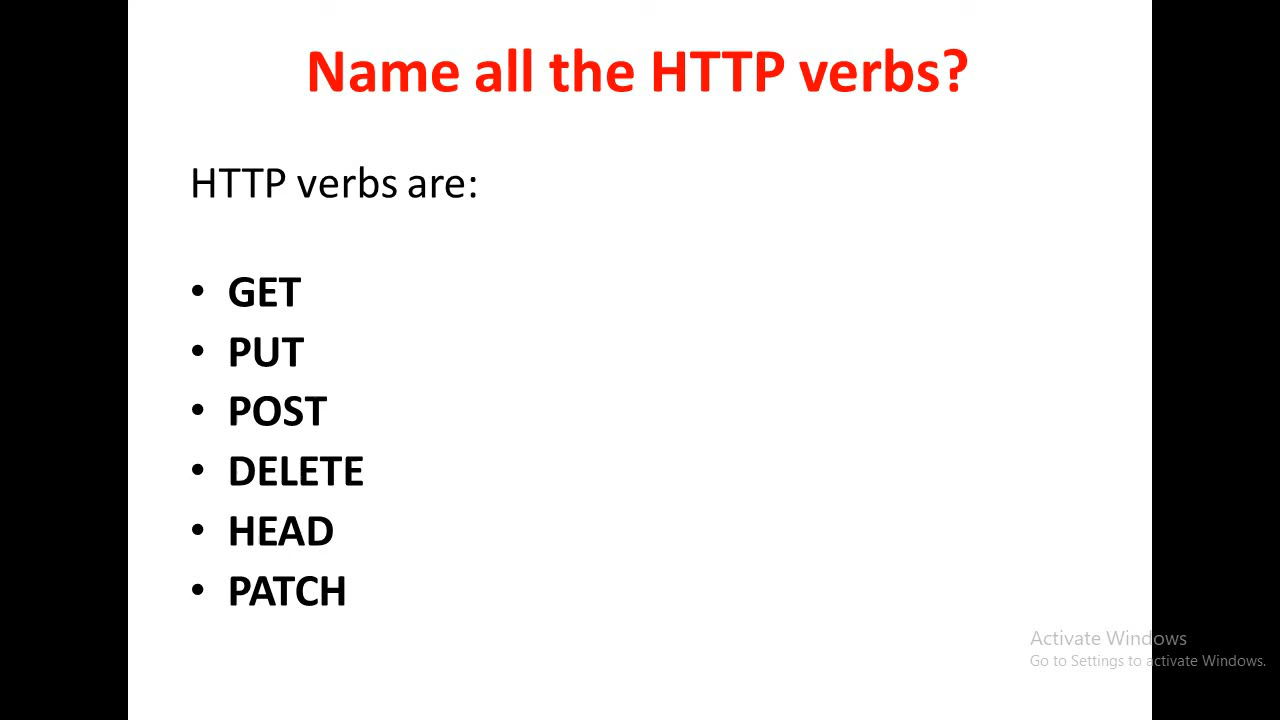 Name all the HTTP verbs?
HTTP verbs are:
• GET
• PUT
• POST
• DELETE
• HEAD
• PATCH
Activate Windows
Go to Settings to activate Windows.